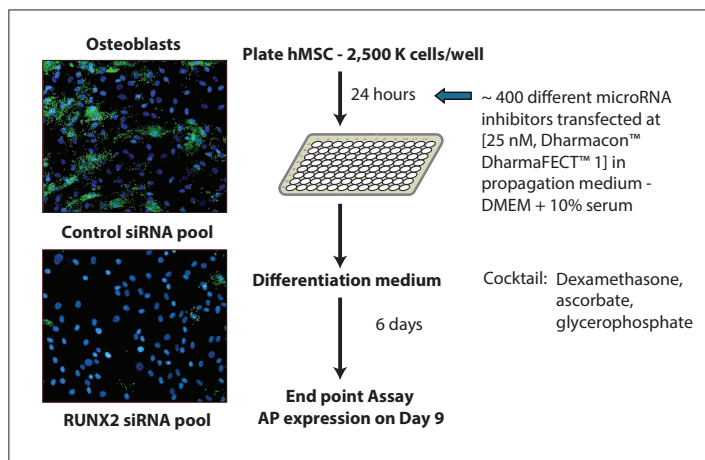 Osteoblasts
Control siRNA pool
RUNX2 siRNA pool
Plate hMSC - 2,500 K cells/well
24 hours
~ 400 different microRNA
inhibitors transfected at
[25 nM, Dharmacon™
DharmaFECT™ 1] in
propagation medium -
DMEM + 10% serum
Differentiation medium
Cocktail: Dexamethasone,
ascorbate,
glycerophosphate
6 days
End point Assay
AP expression on Day 9